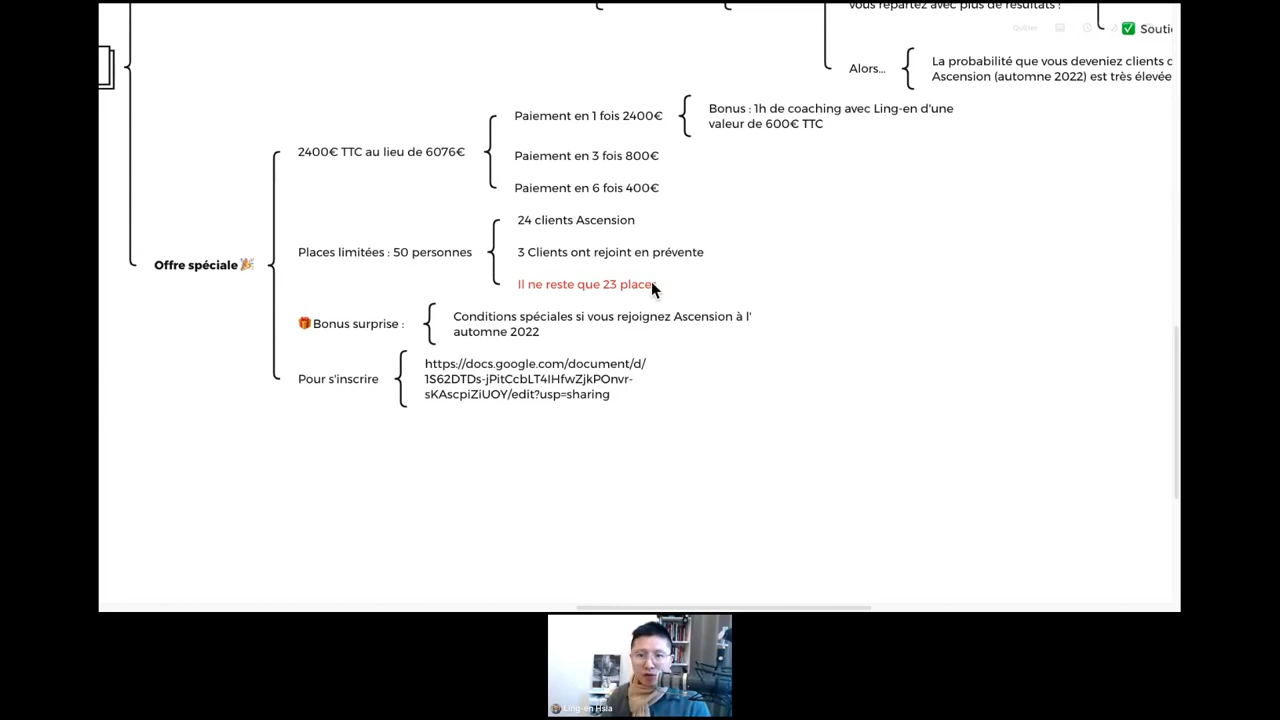 vous repartez avec plus de résultats !
Quitter
✅ Soutie
Alors...
La probabilité que vous deveniez clients d
Ascension (automne 2022) est très élevée
Paiement en 1 fois 2400€
Bonus : 1h de coaching avec Ling-en d'une
valeur de 600€ TTC
2400€ TTC au lieu de 6076€
Paiement en 3 fois 800€
Paiement en 6 fois 400€
24 clients Ascension
Places limitées : 50 personnes
3 Clients ont rejoint en prévente
Offre spéciale🎉
Il ne reste que 23 places
🎁Bonus surprise :
Conditions spéciales si vous rejoignez Ascension à l'
automne 2022
Pour s'inscrire
https://docs.google.com/document/d/
1S62DTDs-jPitCcbLT4IHfwZjkPOnvr-
sKAscpiZiUOY/edit?usp=sharing
Ling-en Hsia